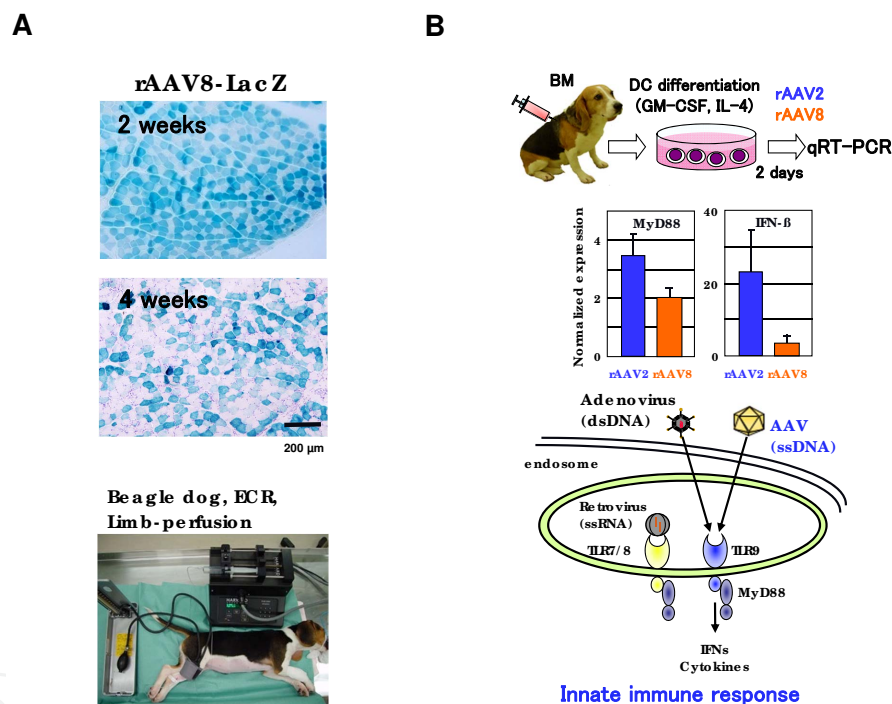 A
rAAV8-LacZ
2 weeks
4 weeks
200 µm
Beagle dog, ECR,
Limb-perfusion
B
BM
DC differentiation
(GM-CSF, IL-4)
rAAV2
rAAV8
qRT-PCR
2 days
Normalized expression
MyD88
4
2
0
rAAV2 rAAV8
IFN-ß
40
20
0
rAAV2 rAAV8
Adenovirus
(dsDNA)
AAV
(ssDNA)
endosome
Retrovirus
(ssRNA)
TLR7/8
TLR9
MyD88
IFNs
Cytokines
Innate immune response